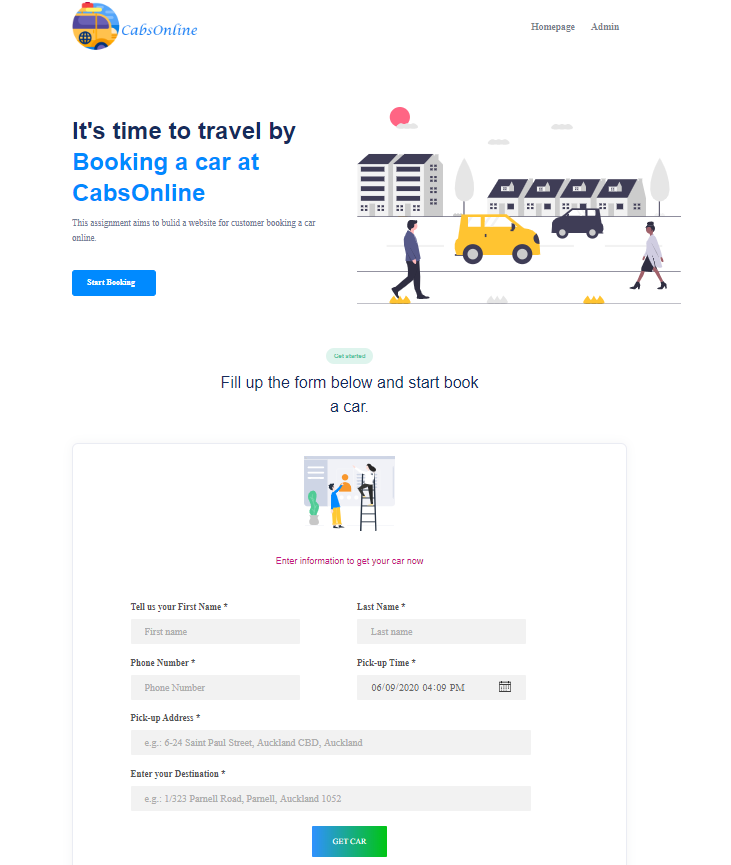 CabsOnline
Homepage Admin
It's time to travel by
Booking a car at
CabsOnline
This assignment aims to bulid a website for customer booking a car
online.
Start Booking
Get started
Fill up the form below and start book
a car.
Enter information to get your car now
Tell us your First Name *
Last Name *
First name
Last name
Phone Number *
Pick-up Time *
Phone Number
06/09/2020 04:09 PM
Pick-up Address *
e.g.: 6-24 Saint Paul Street, Auckland CBD, Auckland
Enter your Destination *
e.g.: 1/323 Parnell Road, Parnell, Auckland 1052
GET CAR